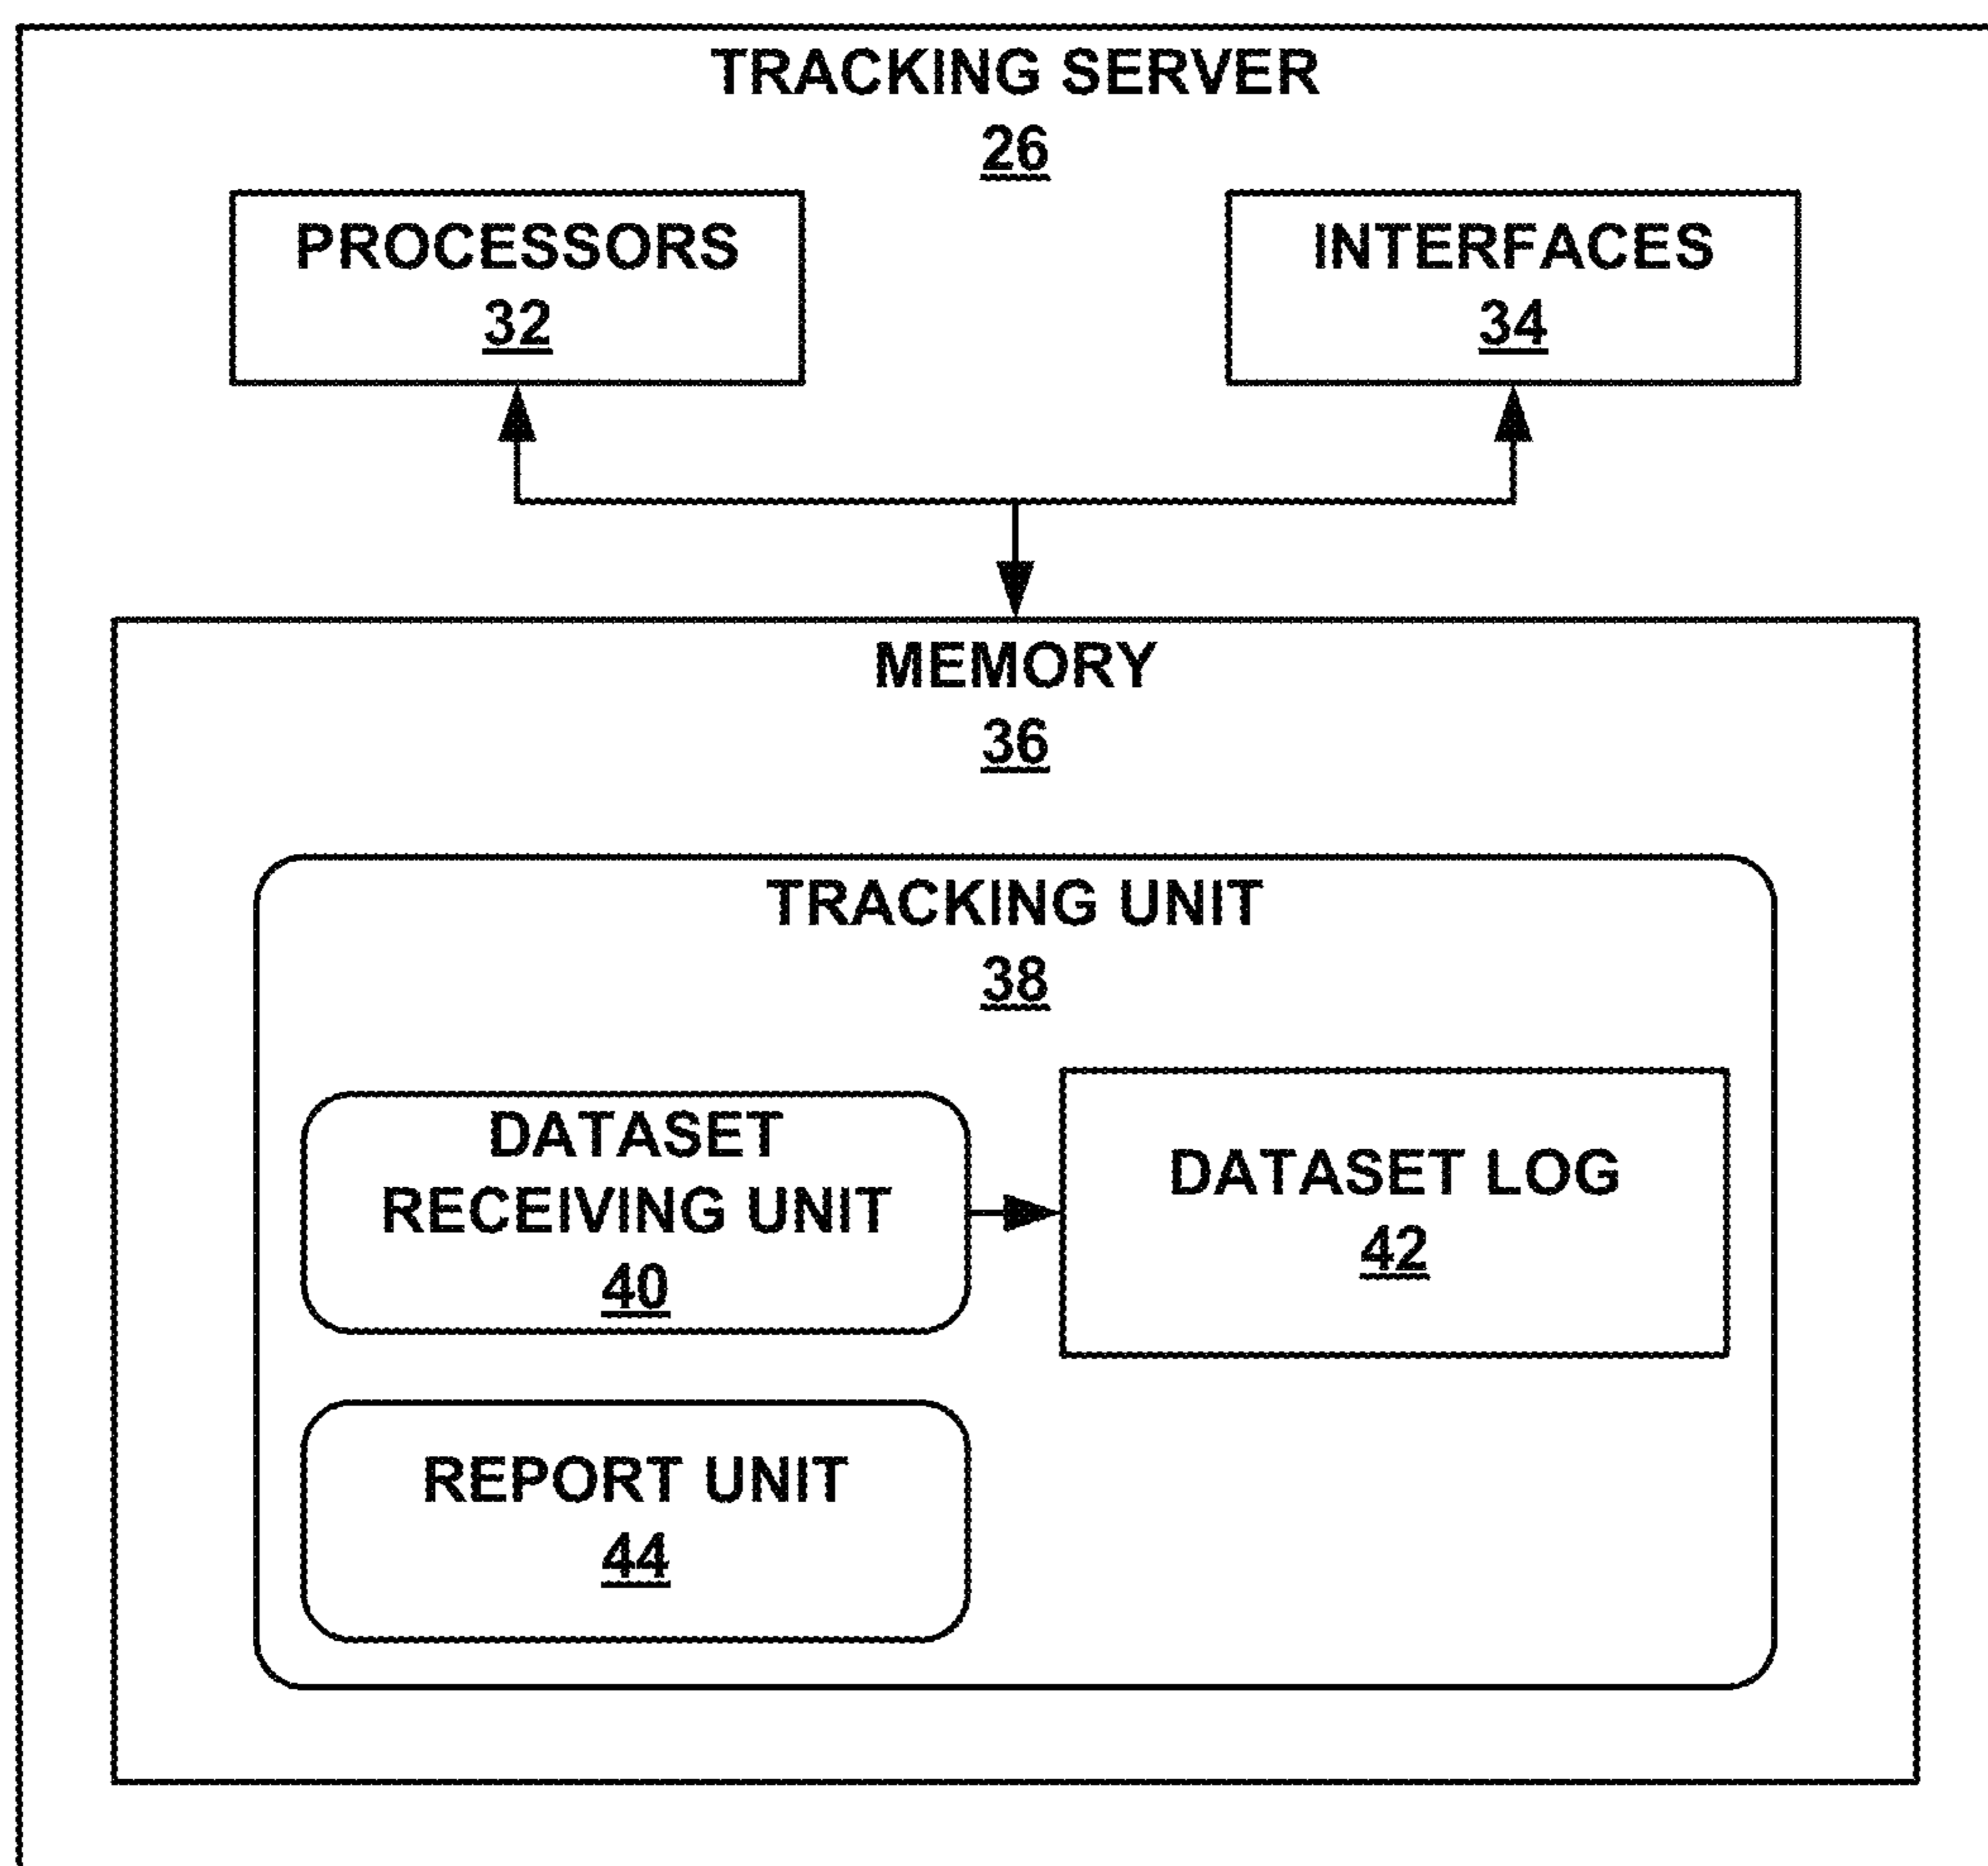 TRACKING SERVER
26
PROCESSORS
32
INTERFACES
34
MEMORY
36
TRACKING UNIT
38
DATASET
RECEIVING UNIT
40
DATASET LOG
42
REPORT UNIT
44